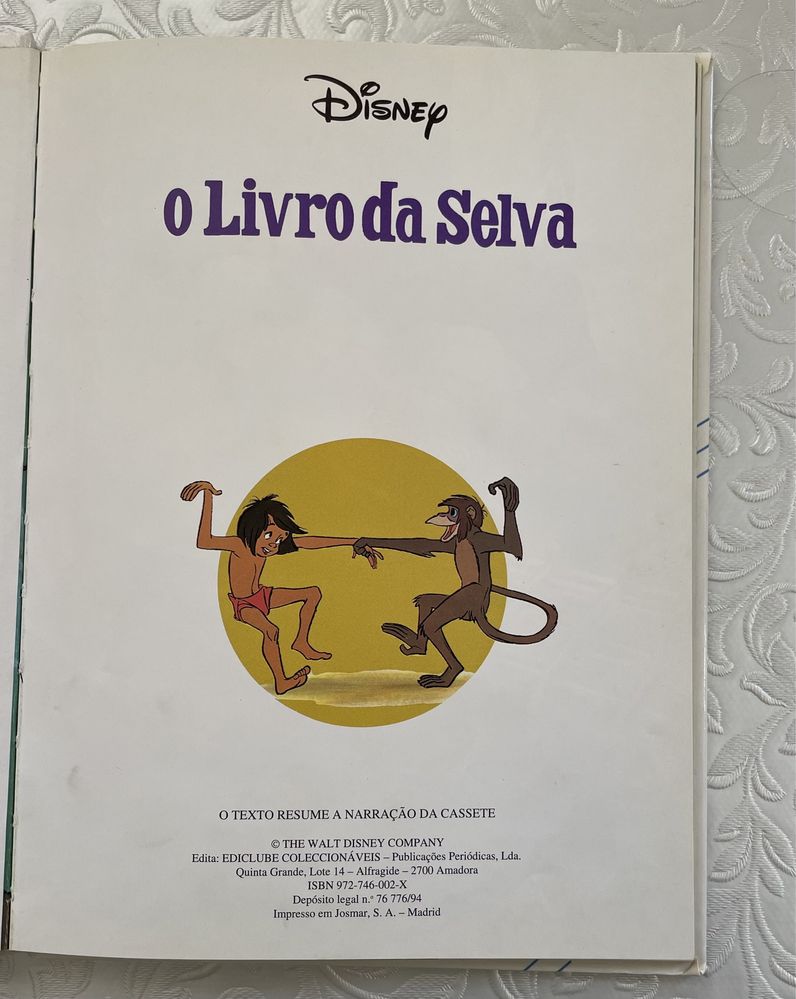 Disney
O Livro da Selva
O TEXTO RESUME A NARRAÇÃO DA CASSETE
© THE WALT DISNEY COMPANY
Edita: EDICLUBE COLECCIONÁVEIS – Publicações Periódicas, Lda.
Quinta Grande, Lote 14 – Alfragide – 2700 Amadora
ISBN 972-746-002-X
Depósito legal n.º 76 776/94
Impresso em Josmar, S. A. – Madrid